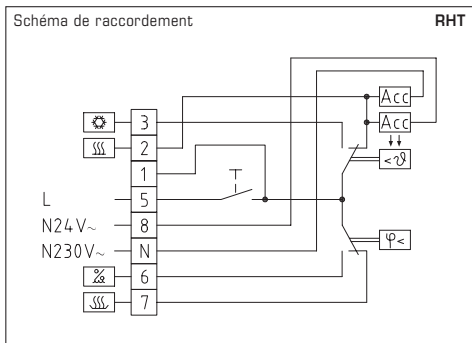 Schéma de raccordement RHT
Acc
3 Acc
2
<ϑ
1
L 5
N24V~ 8
N230V~ N φ<
6
7